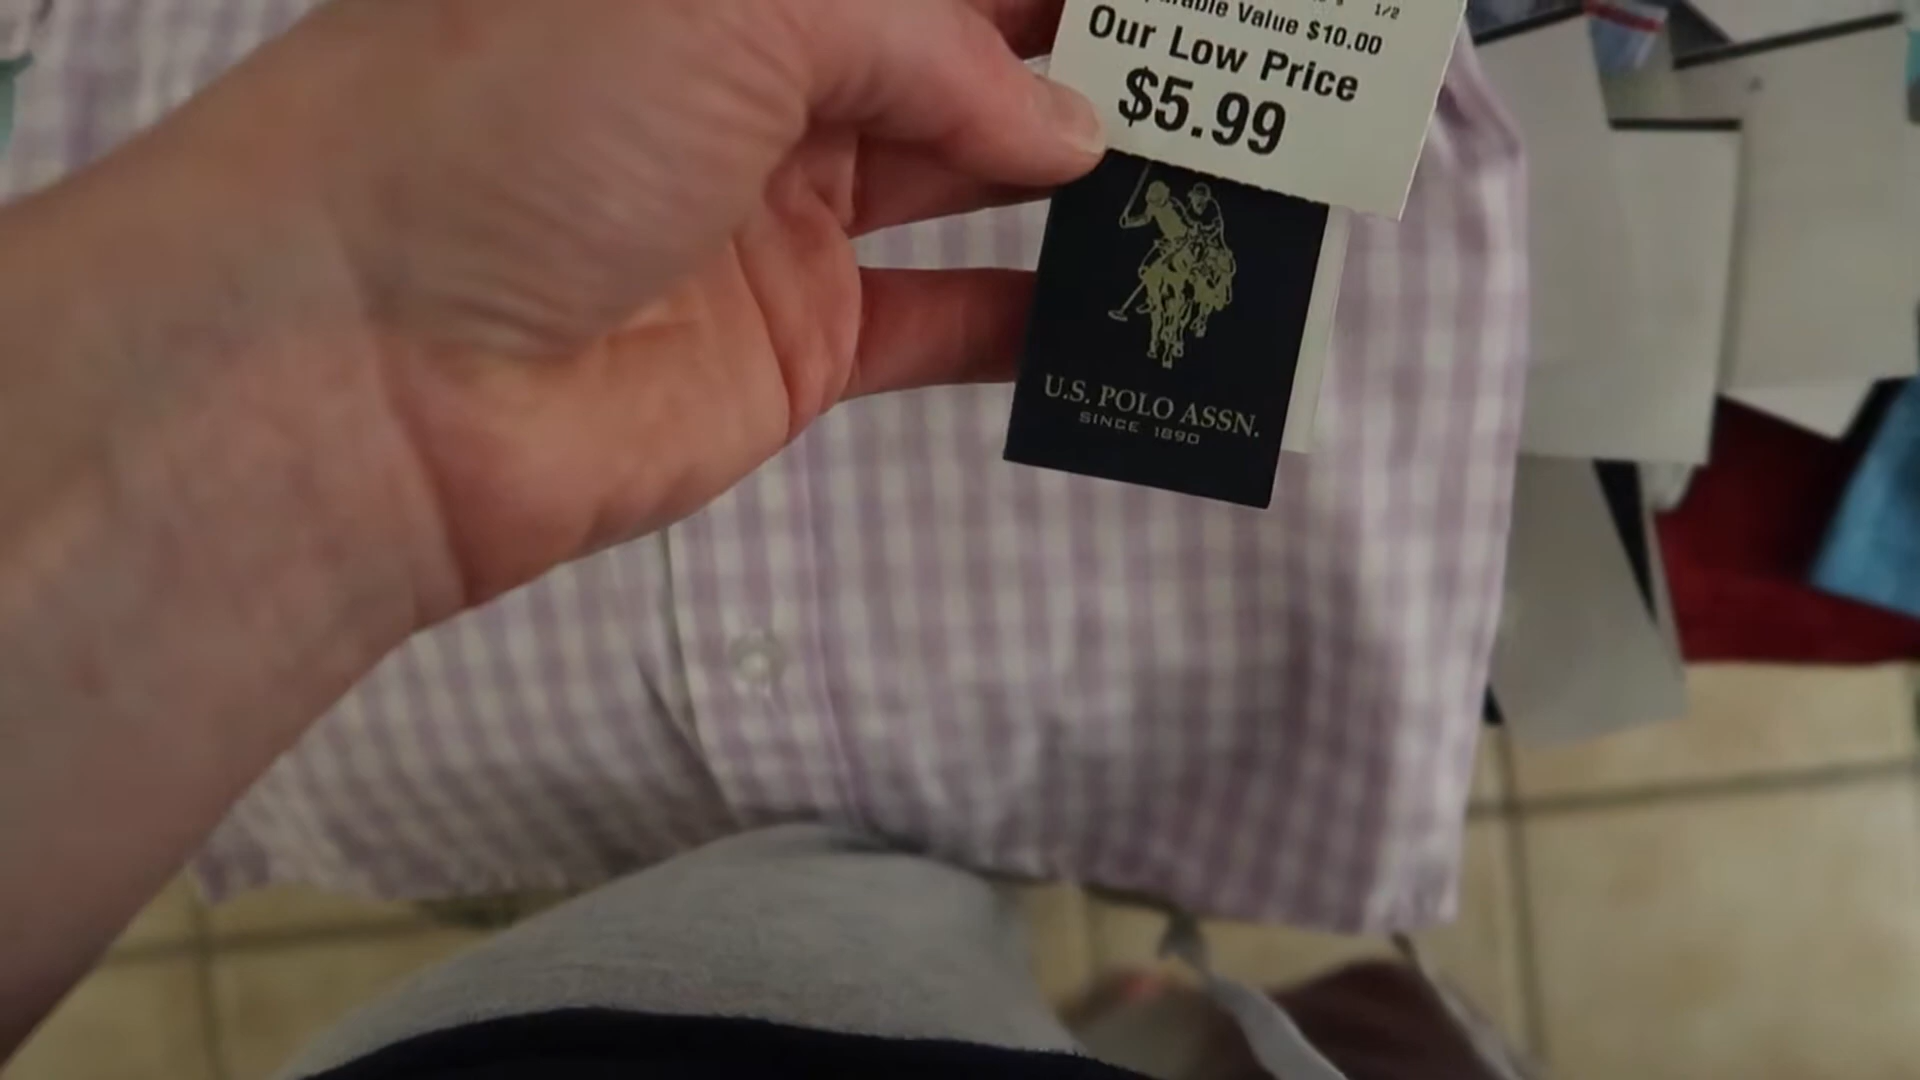 1/2
Value $10.00
Our Low Price
$5.99
U.S. POLO ASSN.
SINCE 1890